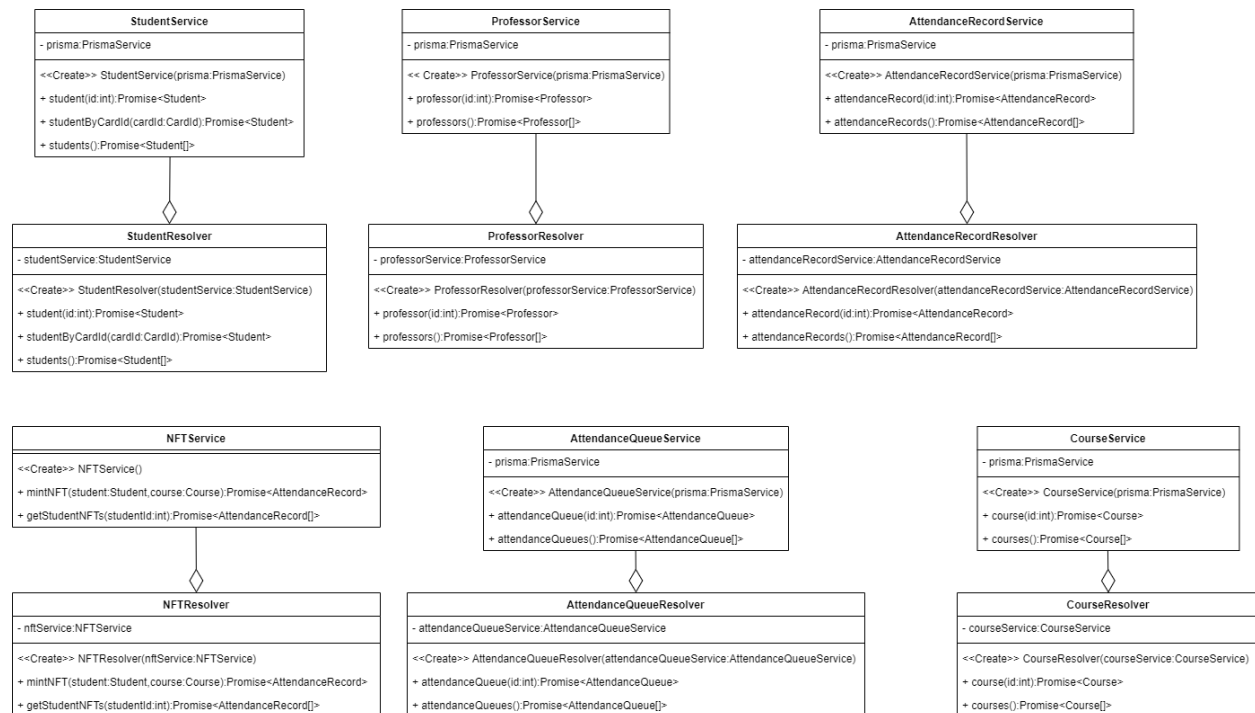 StudentService
- prisma:PrismaService
<<Create>> StudentService(prisma:PrismaService)
+ student(id:int):Promise<Student>
+ studentByCardId(cardId:CardId):Promise<Student>
+ students():Promise<Student[]>
ProfessorService
- prisma:PrismaService
<< Create>> ProfessorService(prisma:PrismaService)
+ professor(id:int):Promise<Professor>
+ professors():Promise<Professor[]>
AttendanceRecordService
- prisma:PrismaService
<<Create>> AttendanceRecordService(prisma:PrismaService)
+ attendanceRecord(id:int):Promise<AttendanceRecord>
+ attendanceRecords():Promise<AttendanceRecord[]>
StudentResolver
- studentService:StudentService
<<Create>> StudentResolver(studentService:StudentService)
+ student(id:int):Promise<Student>
+ studentByCardId(cardId:CardId):Promise<Student>
+ students():Promise<Student[]>
ProfessorResolver
- professorService:ProfessorService
<<Create>> ProfessorResolver(professorService:ProfessorService)
+ professor(id:int):Promise<Professor>
+ professors():Promise<Professor[]>
AttendanceRecordResolver
- attendanceRecordService:AttendanceRecordService
<<Create>> AttendanceRecordResolver(attendanceRecordService:AttendanceRecordService)
+ attendanceRecord(id:int):Promise<AttendanceRecord>
+ attendanceRecords():Promise<AttendanceRecord[]>
NFTService
<<Create>> NFTService()
+ mintNFT(student:Student,course:Course):Promise<AttendanceRecord>
+ getStudentNFTs(studentId:int):Promise<AttendanceRecord[]>
AttendanceQueueService
- prisma:PrismaService
<<Create>> AttendanceQueueService(prisma:PrismaService)
+ attendanceQueue(id:int):Promise<AttendanceQueue>
+ attendanceQueues():Promise<AttendanceQueue[]>
CourseService
- prisma:PrismaService
<<Create>> CourseService(prisma:PrismaService)
+ course(id:int):Promise<Course>
+ courses():Promise<Course[]>
NFTResolver
- nftService:NFTService
<<Create>> NFTResolver(nftService:NFTService)
+ mintNFT(student:Student,course:Course):Promise<AttendanceRecord>
+ getStudentNFTs(studentId:int):Promise<AttendanceRecord[]>
AttendanceQueueResolver
- attendanceQueueService:AttendanceQueueService
<<Create>> AttendanceQueueResolver(attendanceQueueService:AttendanceQueueService)
+ attendanceQueue(id:int):Promise<AttendanceQueue>
+ attendanceQueues():Promise<AttendanceQueue[]>
CourseResolver
- courseService:CourseService
<<Create>> CourseResolver(courseService:CourseService)
+ course(id:int):Promise<Course>
+ courses():Promise<Course[]>